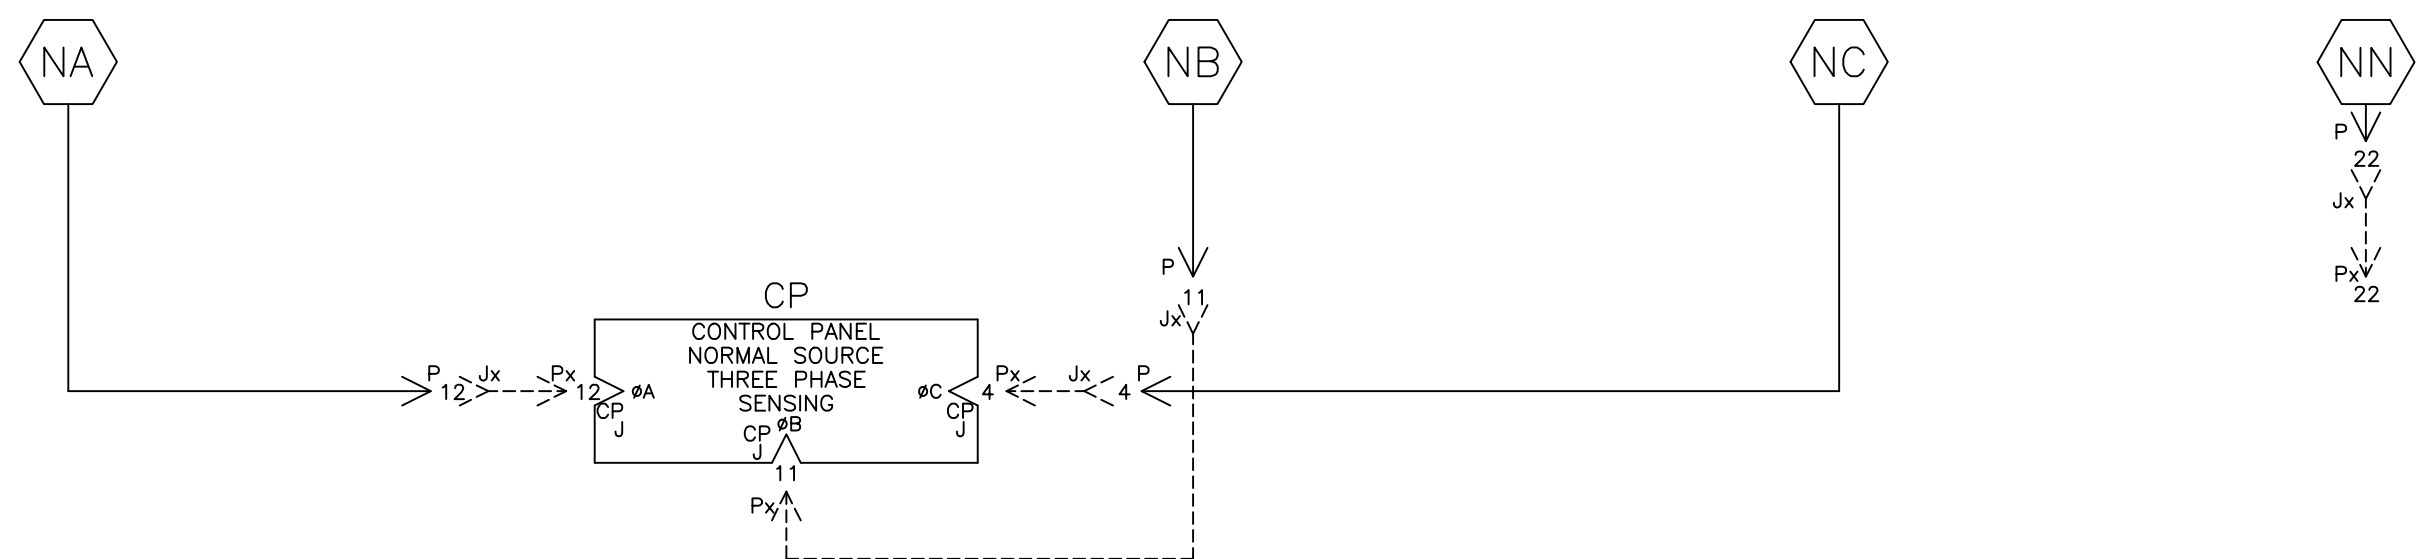 NA
NB
NC
NN
P
22
Jx
P
Px
22
11
CP
Jx
CONTROL PANEL
NORMAL SOURCE
THREE PHASE
SENSING
P
12
Jx
Px
12
øA
øC
4
Px
Jx
4
P
CP
J
CP
J
CP
J
øB
11
Px